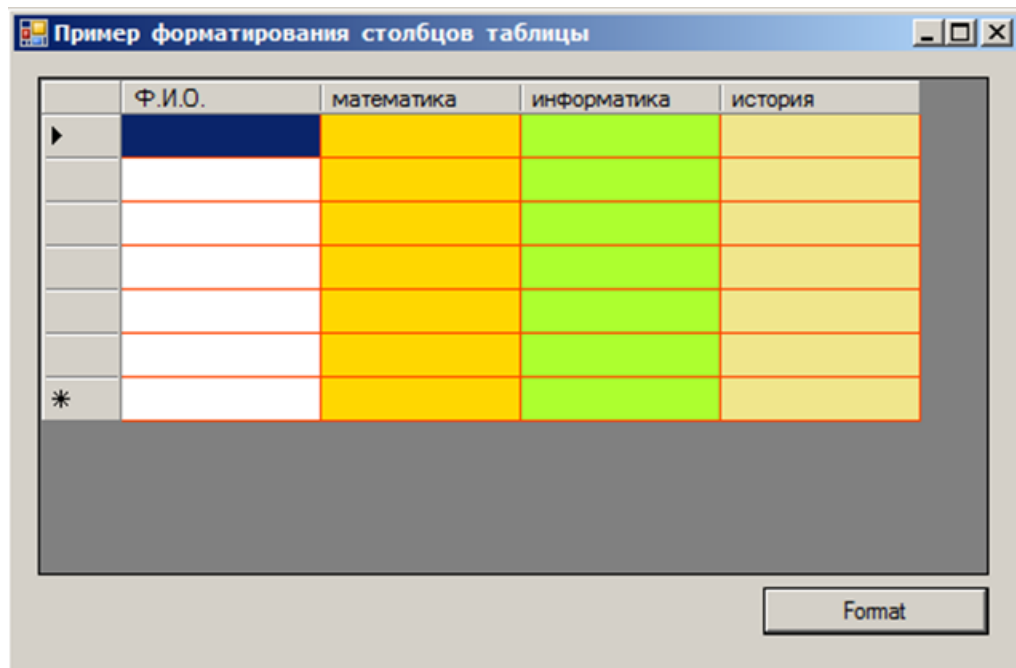 Пример форматирования столбцов таблицы
Ф.И.О. математика информатика история
Format